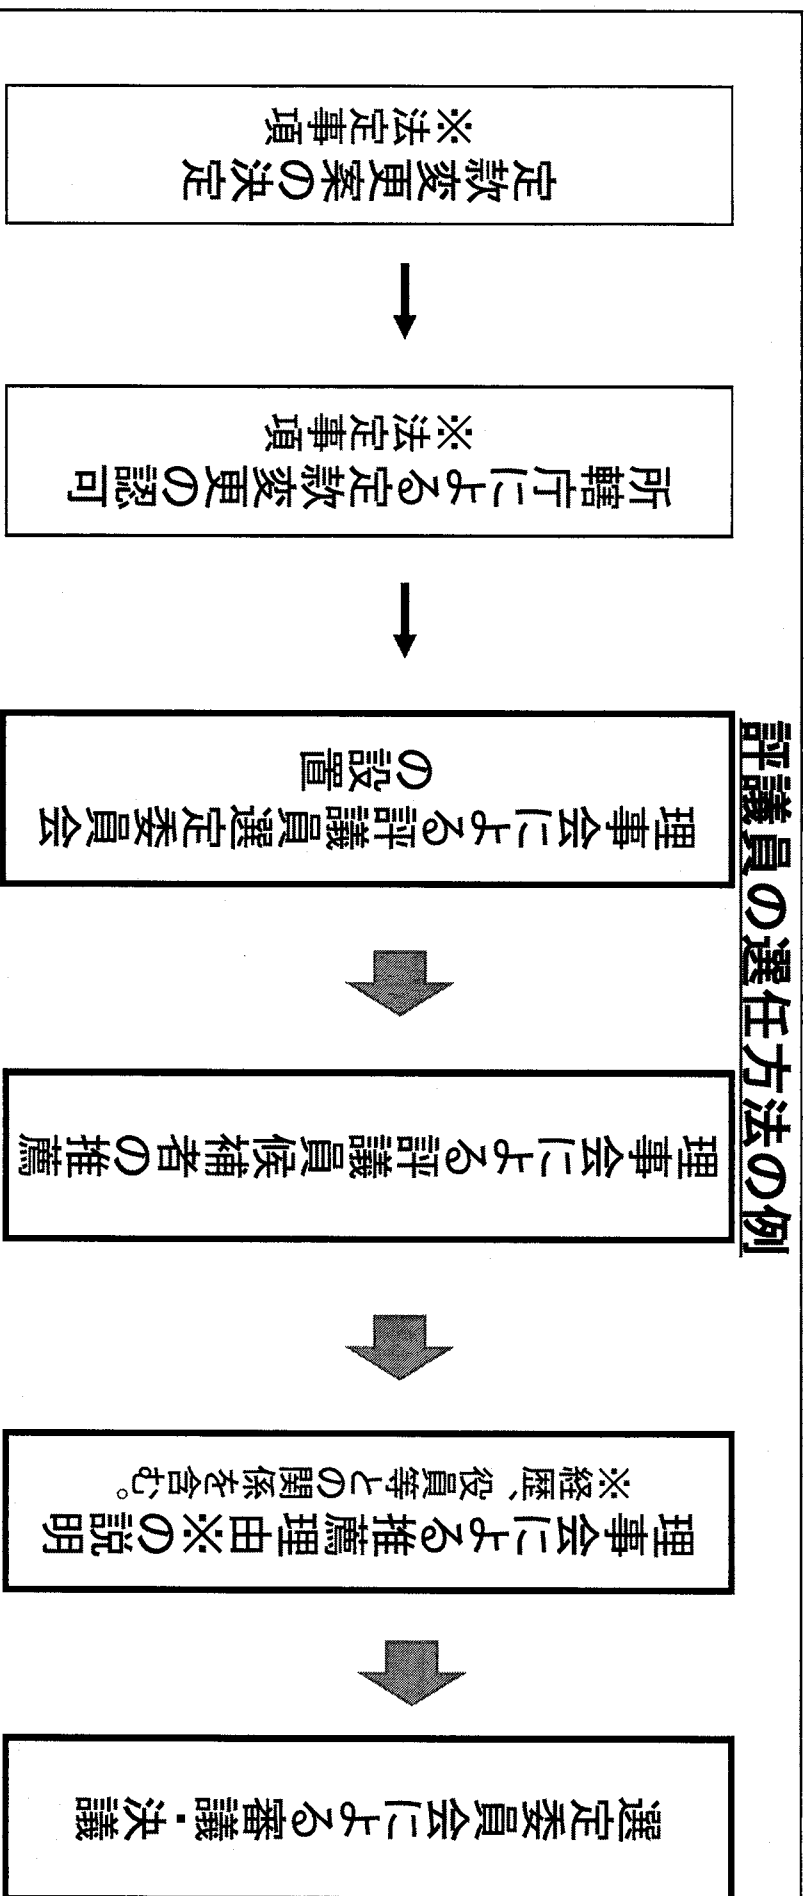 評議員の選任方法の例
定款変更案の決定
※法定事項
所轄庁による定款変更の認可
※法定事項
理事会による評議員選定委員会
の設置
理事会による評議員候補者の推薦
理事会による推薦理由※の説明
※経歴、役員等との関係を含む。
選定委員会による審議・決議